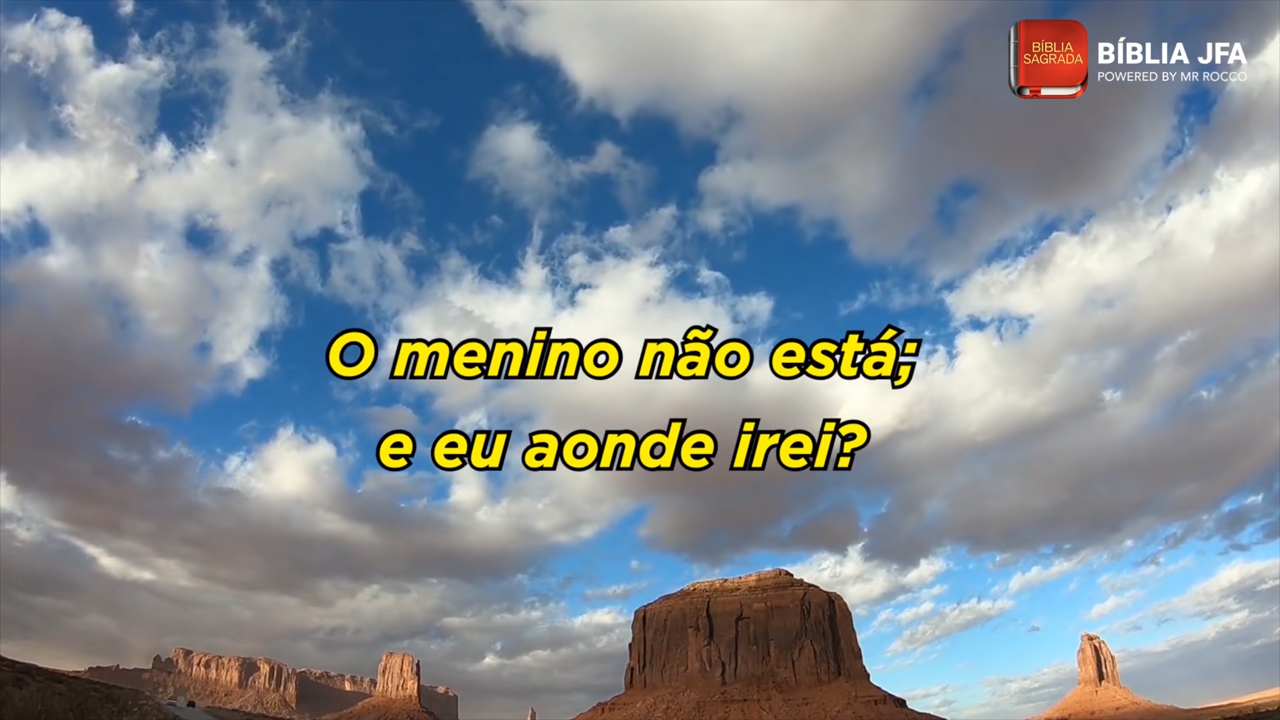 BÍBLIA
SAGRADA
BÍBLIA JFA
POWERED BY MR ROCCO
O menino não está;
e eu aonde irei?